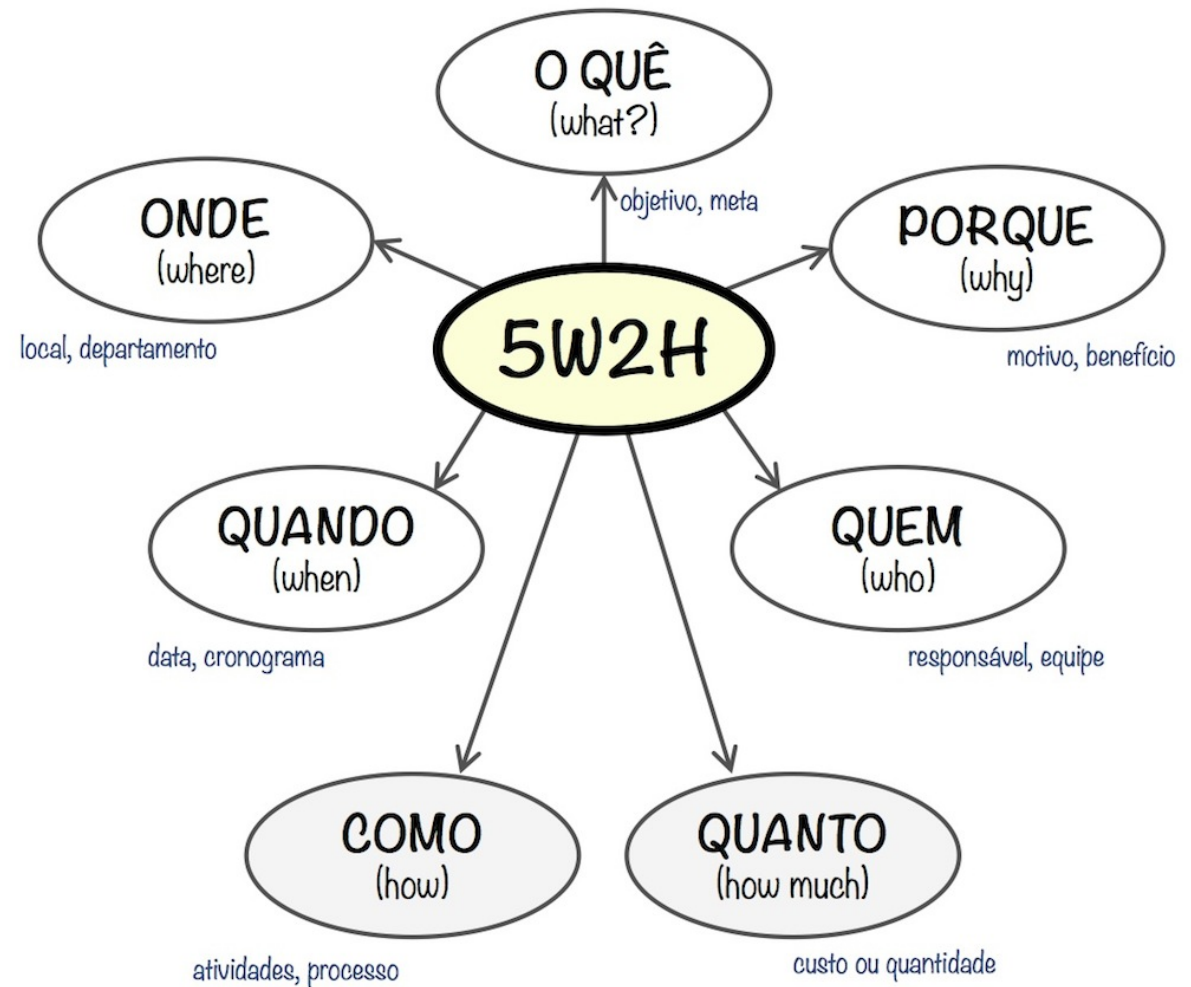 O QUÊ
(what?)
objetivo, meta
ONDE
(where)
local, departamento
PORQUE
(why)
motivo, benefício
5W2H
QUANDO
(when)
data, cronograma
QUEM
(who)
responsável, equipe
COMO
(how)
atividades, processo
QUANTO
(how much)
custo ou quantidade